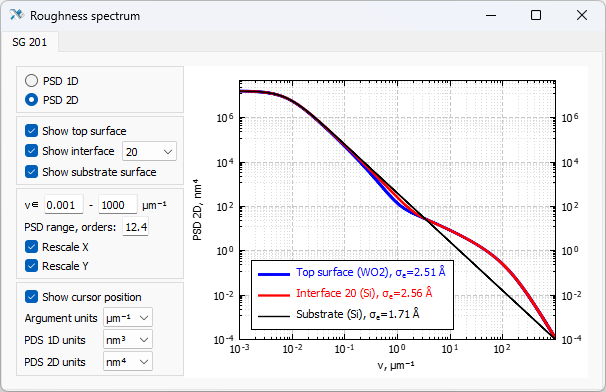 Roughness spectrum
SG 201
PSD 1D
PSD 2D
Show top surface
Show interface 20
Show substrate surface
ν∈ 0.001 - 1000 μm⁻¹
PSD range, orders: 12.4
Rescale X
Rescale Y
Show cursor position
Argument units μm⁻¹
PDS 1D units nm³
PDS 2D units nm⁴
PSD 2D, nm⁴
10⁶ 10⁶
10⁴ 10⁴
10² 10²
10⁰ 10⁰
10⁻² 10⁻²
10⁻⁴ 10⁻⁴
Top surface (WO2), σₑ=2.51 Å
Interface 20 (Si), σₑ=2.56 Å
Substrate (Si), σₑ=1.71 Å
10⁻³ 10⁻² 10⁻¹ 10⁰ 10¹ 10²
ν, μm⁻¹